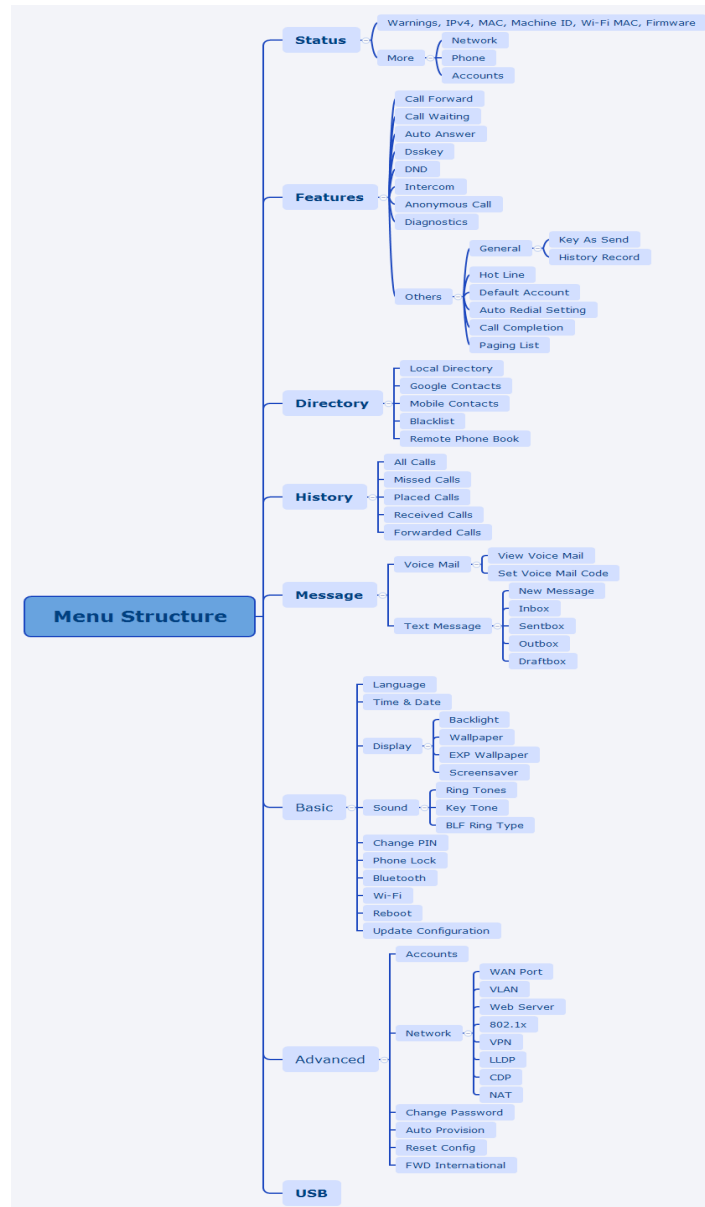 Menu Structure
Status
Warnings, IPv4, MAC, Machine ID, Wi-Fi MAC, Firmware
More
Network
Phone
Accounts
Features
Call Forward
Call Waiting
Auto Answer
Dsskey
DND
Intercom
Anonymous Call
Diagnostics
Others
General
Key As Send
History Record
Hot Line
Default Account
Auto Redial Setting
Call Completion
Paging List
Directory
Local Directory
Google Contacts
Mobile Contacts
Blacklist
Remote Phone Book
History
All Calls
Missed Calls
Placed Calls
Received Calls
Forwarded Calls
Message
Voice Mail
View Voice Mail
Set Voice Mail Code
Text Message
New Message
Inbox
Sentbox
Outbox
Draftbox
Basic
Language
Time & Date
Display
Backlight
Wallpaper
EXP Wallpaper
Screensaver
Sound
Ring Tones
Key Tone
BLF Ring Type
Change PIN
Phone Lock
Bluetooth
Wi-Fi
Reboot
Update Configuration
Advanced
Accounts
Network
WAN Port
VLAN
Web Server
802.1x
VPN
LLDP
CDP
NAT
Change Password
Auto Provision
Reset Config
FWD International
USB